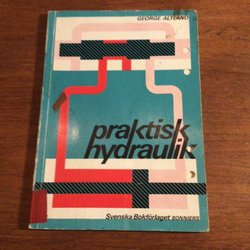 GEORGE ALTLAND
praktisk
hydraulik
Svenska Bokförlaget BONNIERS